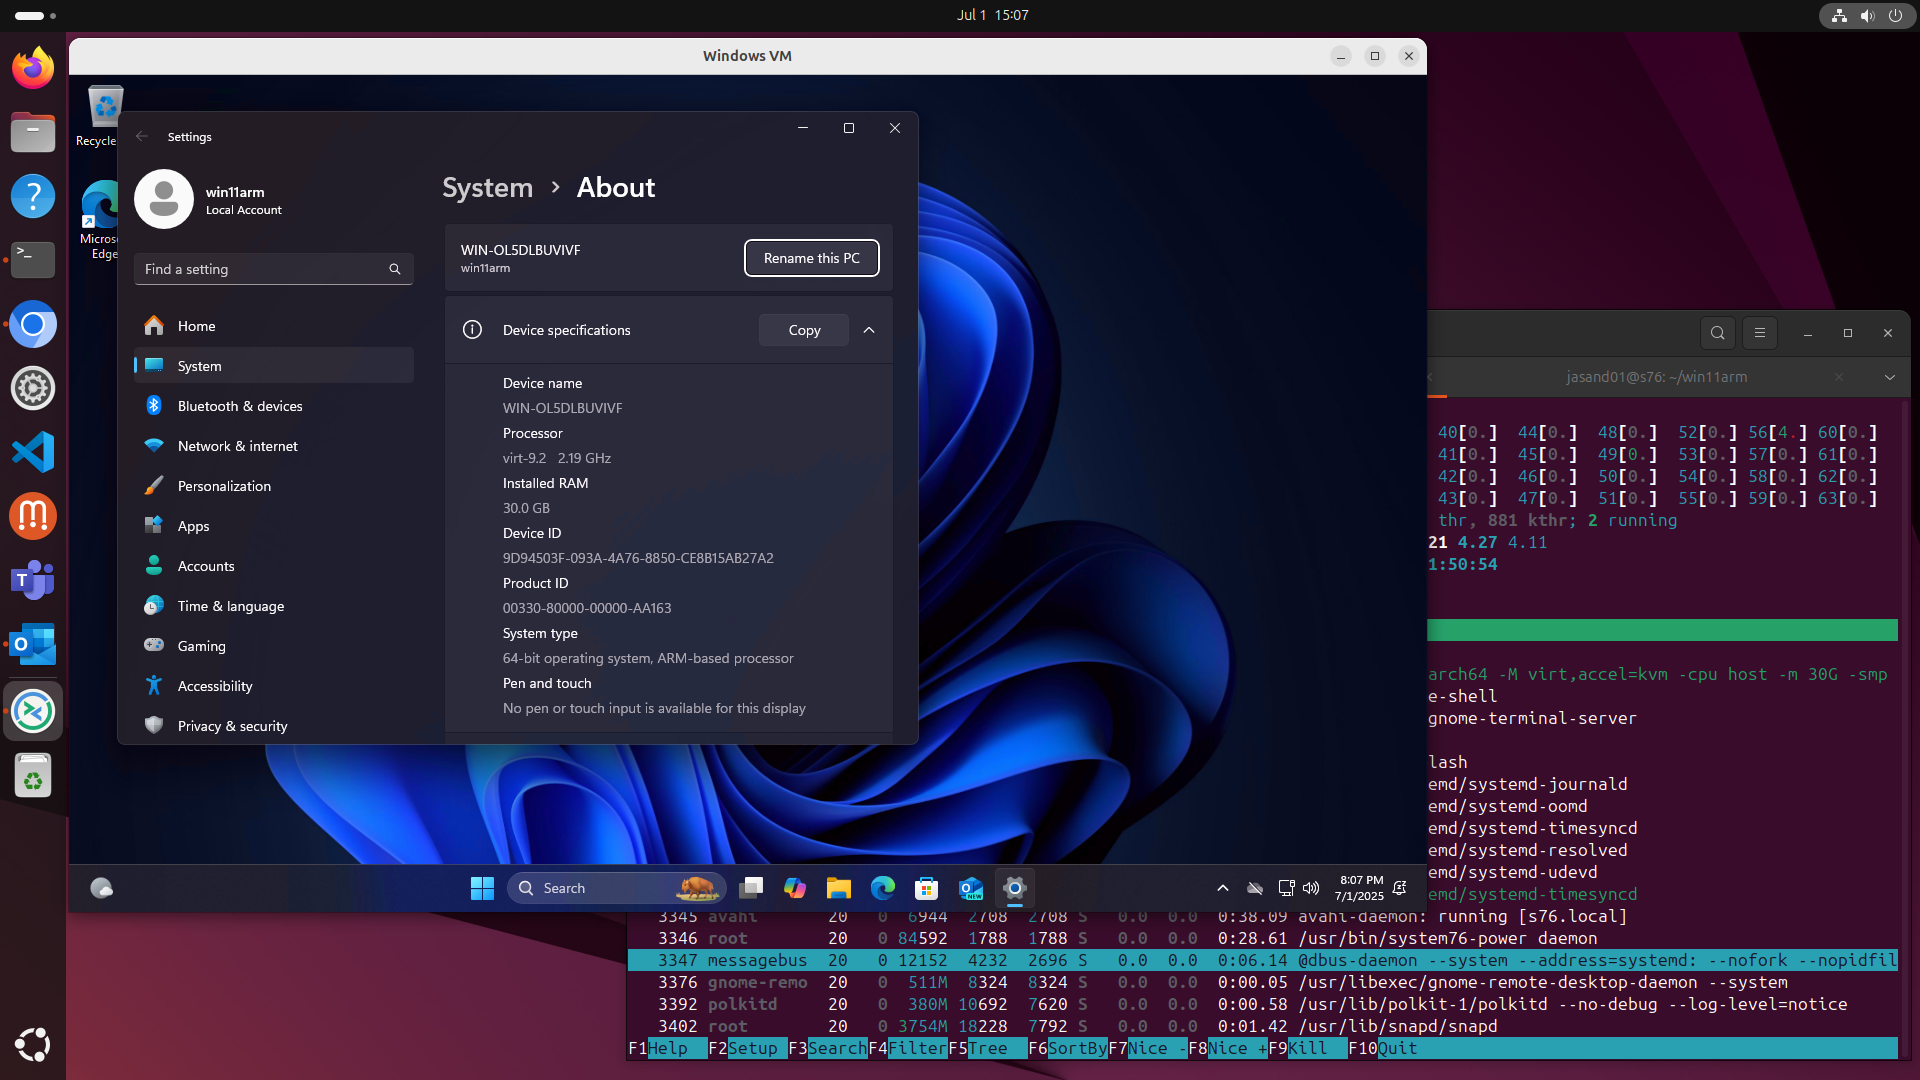 Jul 1 15:07
Windows VM
Recycle
Micros
Edge
Settings
win11arm
Local Account
Find a setting
Home
System
Bluetooth & devices
Network & internet
Personalization
Apps
Accounts
Time & language
Gaming
Accessibility
Privacy & security
System > About
WIN-OL5DLBUVIVF
win11arm
Rename this PC
Device specifications
Copy
Device name
WIN-OL5DLBUVIVF
Processor
virt-9.2 2.19 GHz
Installed RAM
30.0 GB
Device ID
9D94503F-093A-4A76-8850-CE8B15AB27A2
Product ID
00330-80000-00000-AA163
System type
64-bit operating system, ARM-based processor
Pen and touch
No pen or touch input is available for this display
Search
NEW
8:07 PM
7/1/2025
jasand01@s76: ~/win11arm
40[0.] 44[0.] 48[0.] 52[0.] 56[4.] 60[0.]
41[0.] 45[0.] 49[0.] 53[0.] 57[0.] 61[0.]
42[0.] 46[0.] 50[0.] 54[0.] 58[0.] 62[0.]
43[0.] 47[0.] 51[0.] 55[0.] 59[0.] 63[0.]
thr, 881 kthr; 2 running
21 4.27 4.11
1:50:54
arch64 -M virt,accel=kvm -cpu host -m 30G -smp
e-shell
gnome-terminal-server
lash
emd/systemd-journald
emd/systemd-oomd
emd/systemd-timesyncd
emd/systemd-resolved
emd/systemd-udevd
emd/systemd-timesyncd
3345 avahi 20 0 6944 2708 2708 S 0.0 0.0 0:38.09 avahi-daemon: running [s76.local]
3346 root 20 0 84592 1788 1788 S 0.0 0.0 0:28.61 /usr/bin/system76-power daemon
3347 messagebus 20 0 12152 4232 2696 S 0.0 0.0 0:06.14 @dbus-daemon --system --address=systemd: --nofork --nopidfil
3376 gnome-remo 20 0 511M 8324 8324 S 0.0 0.0 0:00.05 /usr/libexec/gnome-remote-desktop-daemon --system
3392 polkitd 20 0 380M 10692 7620 S 0.0 0.0 0:00.58 /usr/lib/polkit-1/polkitd --no-debug --log-level=notice
3402 root 20 0 3754M 18228 7792 S 0.0 0.0 0:01.42 /usr/lib/snapd/snapd
F1Help F2Setup F3SearchF4FilterF5Tree F6SortByF7Nice -F8Nice +F9Kill F10Quit